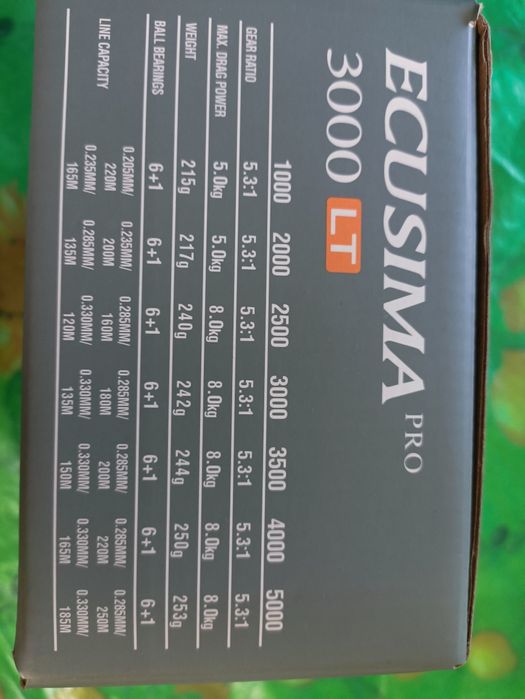 ECUSIMA PRO
3000 LT
1000 2000 2500 3000 3500 4000 5000
GEAR RATIO 5.3:1 5.3:1 5.3:1 5.3:1 5.3:1 5.3:1 5.3:1
MAX. DRAG POWER 5.0kg 5.0kg 8.0kg 8.0kg 8.0kg 8.0kg 8.0kg
WEIGHT 215g 217g 240g 242g 244g 250g 253g
BALL BEARINGS 6+1 6+1 6+1 6+1 6+1 6+1 6+1
0.205MM/ 0.235MM/ 0.285MM/ 0.285MM/ 0.285MM/ 0.285MM/ 0.285MM/
LINE CAPACITY 220M 200M 160M 180M 200M 220M 250M
0.235MM/ 0.285MM/ 0.330MM/ 0.330MM/ 0.330MM/ 0.330MM/ 0.330MM/
165M 135M 120M 135M 150M 165M 185M